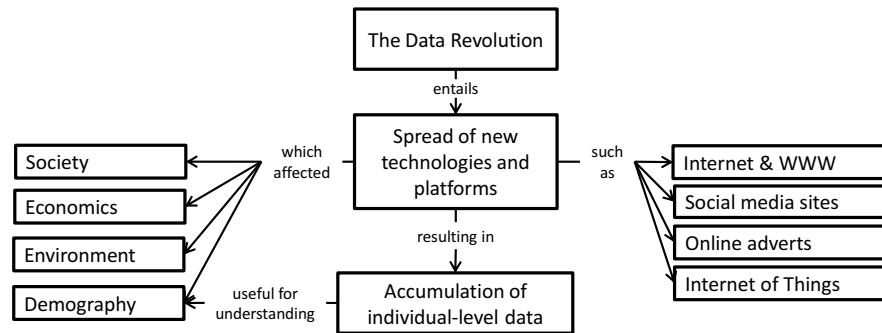 The Data Revolution
entails
Spread of new
technologies and
platforms
which
affected
such
as
Society
Economics
Environment
Demography
Internet & WWW
Social media sites
Online adverts
Internet of Things
resulting in
Accumulation of
individual-level data
useful for
understanding